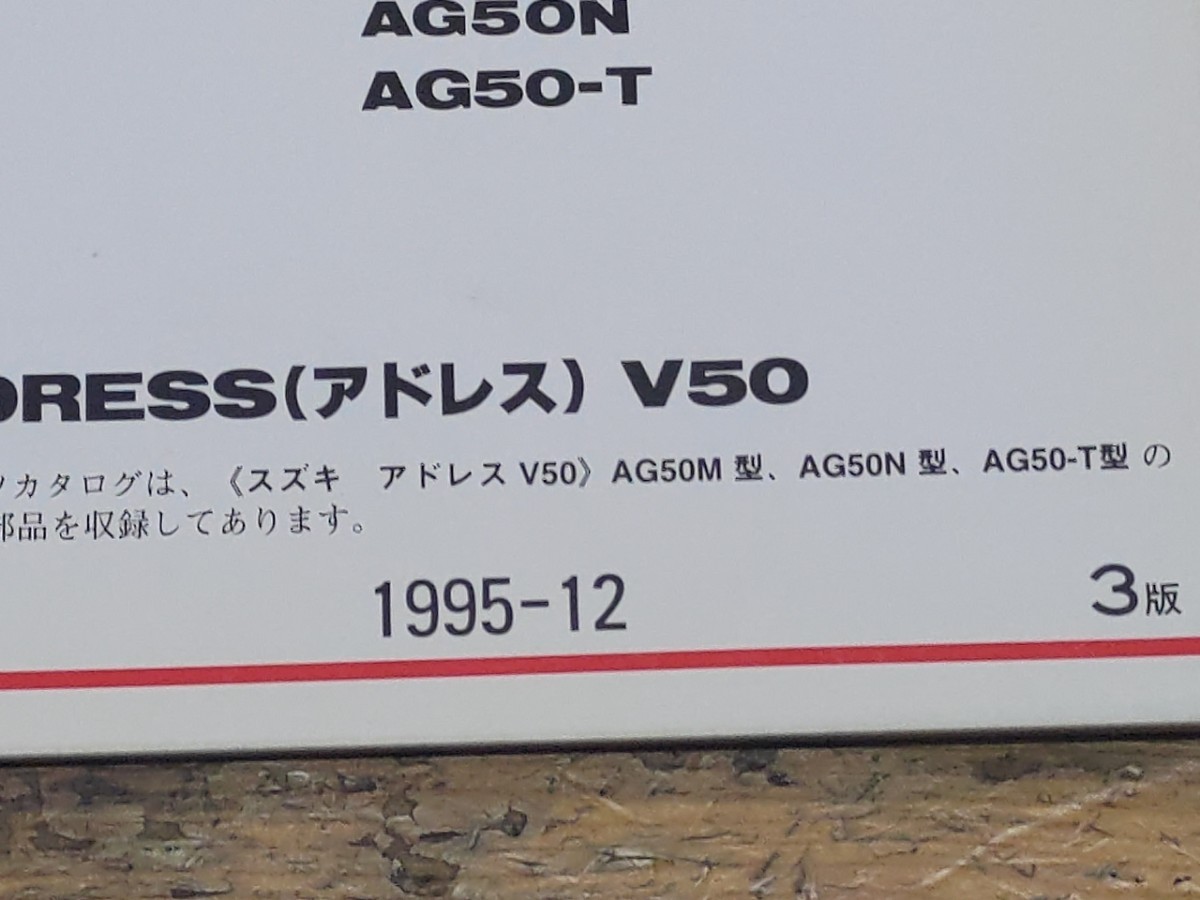 AG50N
AG50-T
DRESS(アドレス) V50
ツカタログは、《スズキ アドレス V50》AG50M 型、AG50N 型、AG50-T型 の
部品を収録してあります。
1995-12
3版